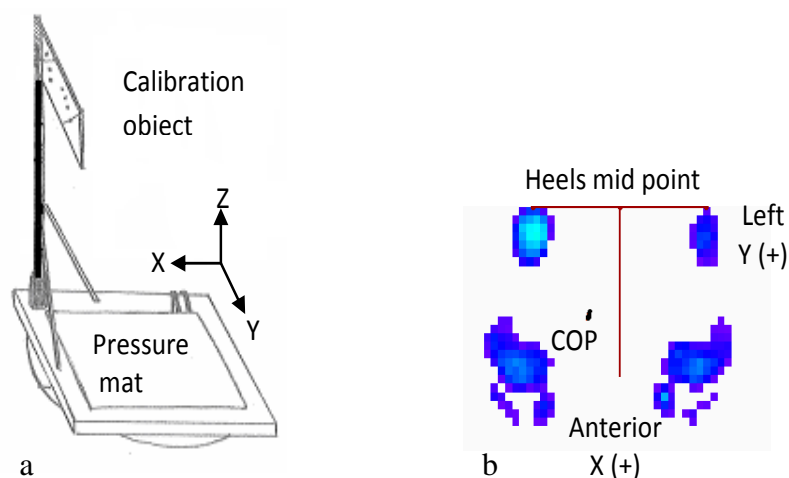 Calibration
obiect
Z
X
Y
Pressure
mat
a
Heels mid point
Left
Y (+)
COP
Anterior
X (+)
b